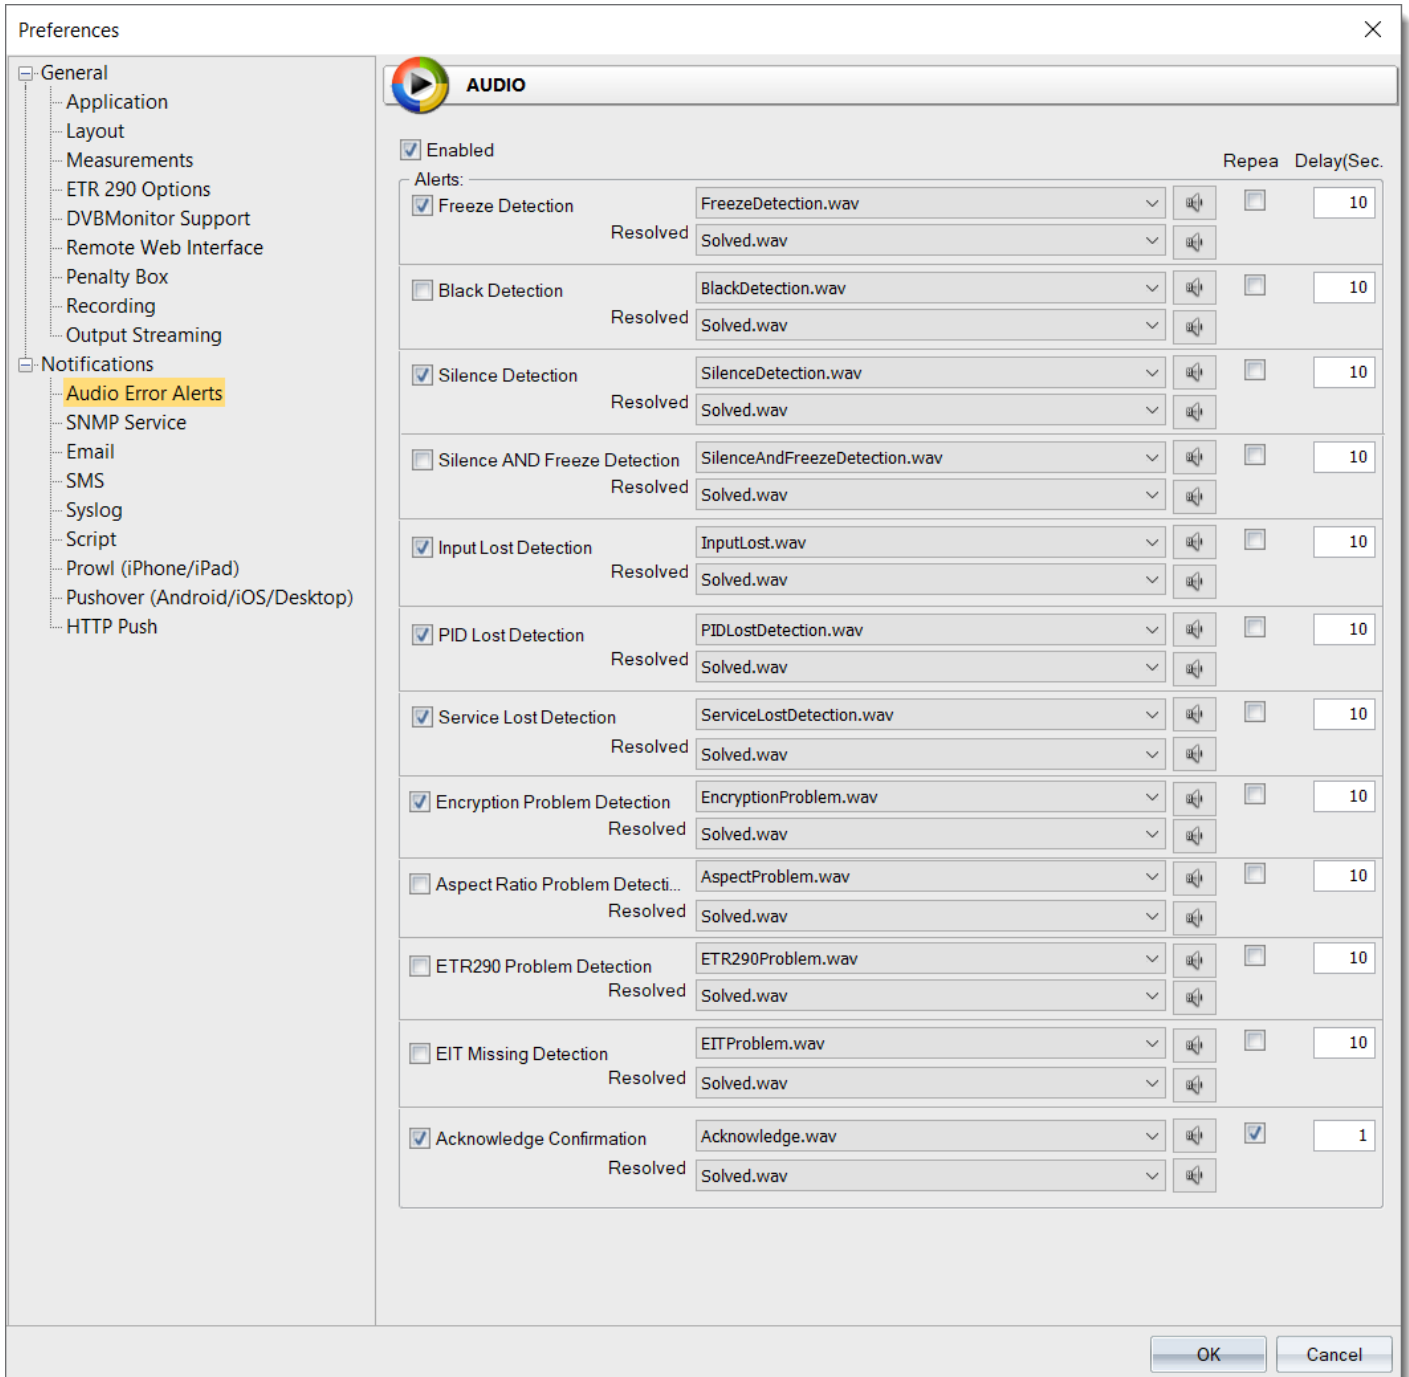 Preferences
General
Application
Layout
Measurements
ETR 290 Options
DVBMonitor Support
Remote Web Interface
Penalty Box
Recording
Output Streaming
Notifications
Audio Error Alerts
SNMP Service
Email
SMS
Syslog
Script
Prowl (iPhone/iPad)
Pushover (Android/iOS/Desktop)
HTTP Push
AUDIO
Enabled
Repea Delay(Sec.
Alerts:
Freeze Detection FreezeDetection.wav 10
Resolved Solved.wav
Black Detection BlackDetection.wav 10
Resolved Solved.wav
Silence Detection SilenceDetection.wav 10
Resolved Solved.wav
Silence AND Freeze Detection SilenceAndFreezeDetection.wav 10
Resolved Solved.wav
Input Lost Detection InputLost.wav 10
Resolved Solved.wav
PID Lost Detection PIDLostDetection.wav 10
Resolved Solved.wav
Service Lost Detection ServiceLostDetection.wav 10
Resolved Solved.wav
Encryption Problem Detection EncryptionProblem.wav 10
Resolved Solved.wav
Aspect Ratio Problem Detecti... AspectProblem.wav 10
Resolved Solved.wav
ETR290 Problem Detection ETR290Problem.wav 10
Resolved Solved.wav
EIT Missing Detection EITProblem.wav 10
Resolved Solved.wav
Acknowledge Confirmation Acknowledge.wav 1
Resolved Solved.wav
OK Cancel